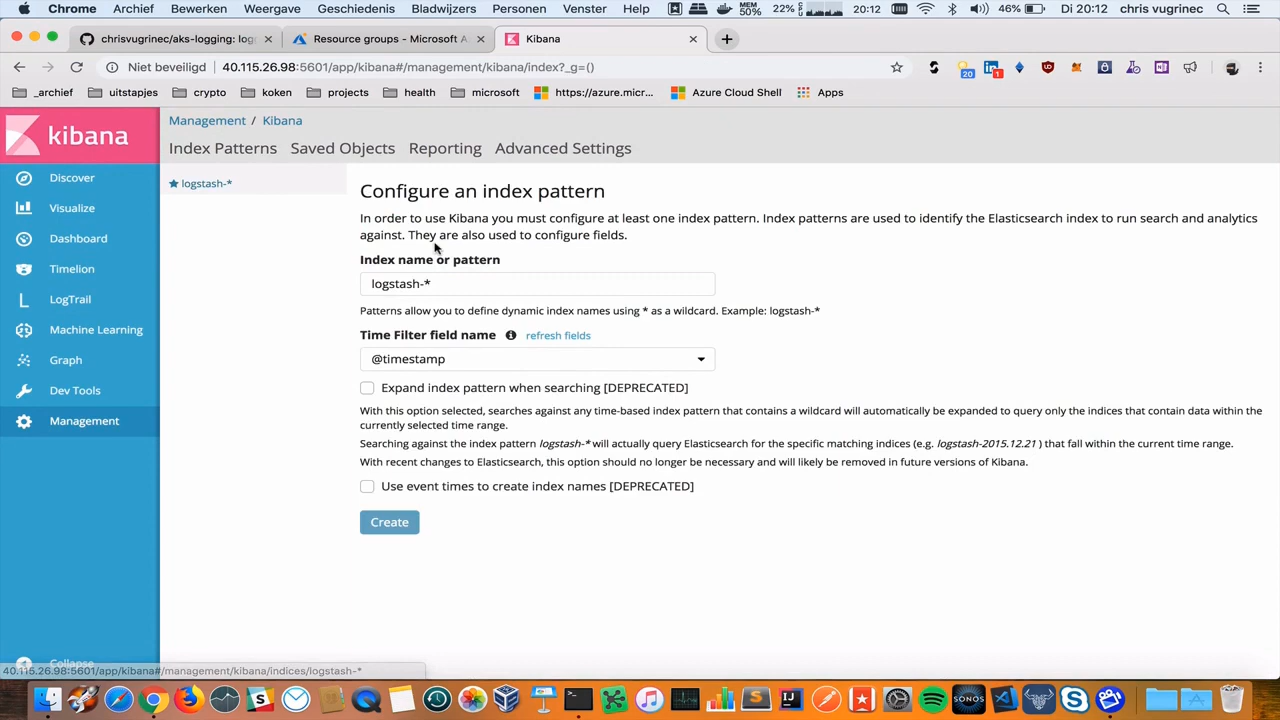 Chrome Archief Bewerken Weergave Geschiedenis Bladwijzers Personen Venster Help MEM 50% 22% 20:12 46% Di 20:12 chris vugrinec
chrisvugrinec/aks-logging: log Resource groups - Microsoft A Kibana
Niet beveiligd 40.115.26.98:5601/app/kibana#/management/kibana/index?_g=() 20 1
_archief uitstapjes crypto koken projects health microsoft https://azure.micr... Azure Cloud Shell Apps
kibana
Management / Kibana
Index Patterns Saved Objects Reporting Advanced Settings
Discover
Visualize
Dashboard
Timelion
L LogTrail
Machine Learning
Graph
Dev Tools
Management
Collapse
logstash-*
Configure an index pattern
In order to use Kibana you must configure at least one index pattern. Index patterns are used to identify the Elasticsearch index to run search and analytics
against. They are also used to configure fields.
Index name or pattern
logstash-*
Patterns allow you to define dynamic index names using * as a wildcard. Example: logstash-*
Time Filter field name refresh fields
@timestamp
Expand index pattern when searching [DEPRECATED]
With this option selected, searches against any time-based index pattern that contains a wildcard will automatically be expanded to query only the indices that contain data within the
currently selected time range.
Searching against the index pattern logstash-* will actually query Elasticsearch for the specific matching indices (e.g. logstash-2015.12.21 ) that fall within the current time range.
With recent changes to Elasticsearch, this option should no longer be necessary and will likely be removed in future versions of Kibana.
Use event times to create index names [DEPRECATED]
Create
40.115.26.98:5601/app/kibana#/management/kibana/indices/logstash-*
SONOS